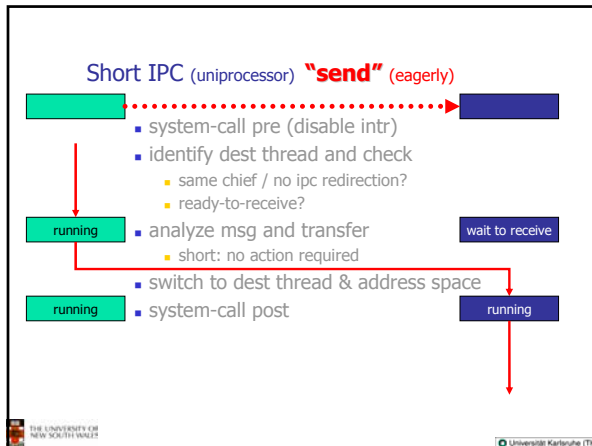 Short IPC (uniprocessor) “send” (eagerly)
system-call pre (disable intr)
identify dest thread and check
same chief / no ipc redirection?
ready-to-receive?
running
analyze msg and transfer
wait to receive
short: no action required
switch to dest thread & address space
running
system-call post
running
THE UNIVERSITY OF
NEW SOUTH WALES
Universität Karlsruhe (TH